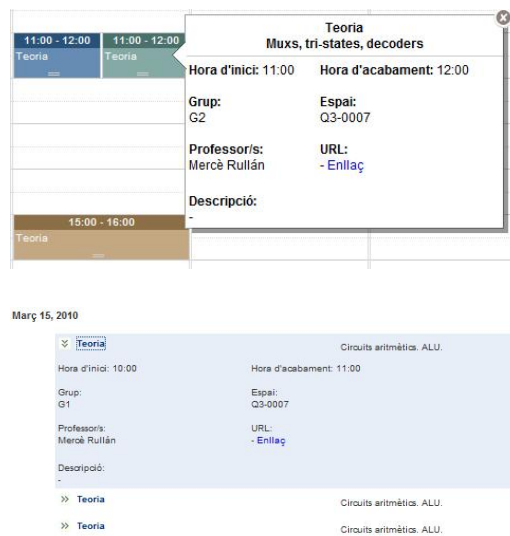 11:00 - 12:00
Teoria
11:00 - 12:00
Teoria
Teoria
Muxs, tri-states, decoders
Hora d'inici: 11:00 Hora d'acabament: 12:00
Grup: Espai:
G2 Q3-0007
Professor/s: URL:
Mercè Rullán - Enllaç
Descripció:
-
15:00 - 16:00
Teoria
Març 15, 2010
Teoria Circuits aritmètics. ALU.
Hora d'inici: 10:00 Hora d'acabament: 11:00
Grup: Espai:
G1 Q3-0007
Professor/s: URL:
Mercè Rullán - Enllaç
Descripció:
-
Teoria Circuits aritmètics. ALU.
Teoria Circuits aritmètics. ALU.